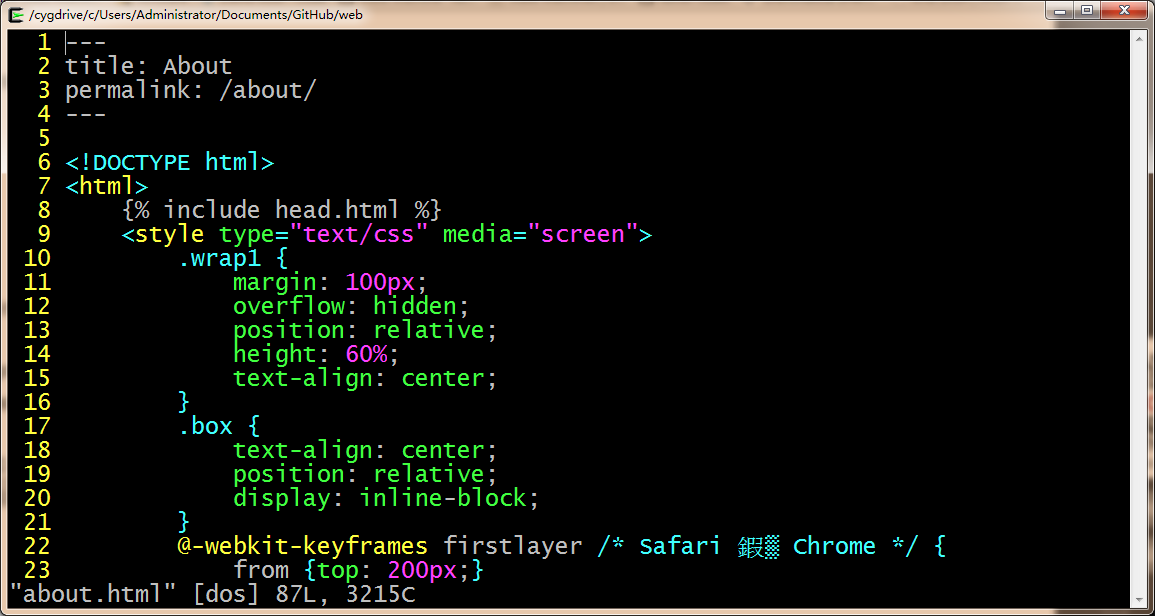 /cygdrive/c/Users/Administrator/Documents/GitHub/web
1 ---
2 title: About
3 permalink: /about/
4 ---
5
6 <!DOCTYPE html>
7 <html>
8     {% include head.html %}
9     <style type="text/css" media="screen">
10         .wrap1 {
11             margin: 100px;
12             overflow: hidden;
13             position: relative;
14             height: 60%;
15             text-align: center;
16         }
17         .box {
18             text-align: center;
19             position: relative;
20             display: inline-block;
21         }
22         @-webkit-keyframes firstlayer /* Safari 鍜▒ Chrome */ {
23             from {top: 200px;}
"about.html" [dos] 87L, 3215C